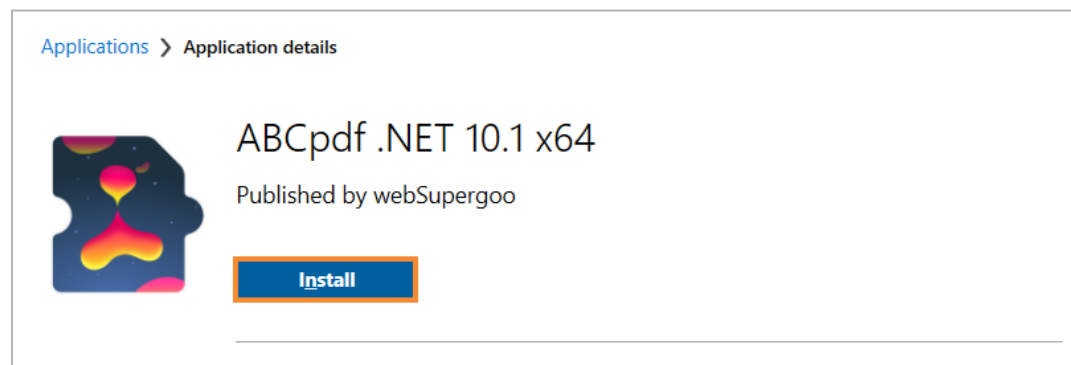 Applications ❯ Application details
ABCpdf .NET 10.1 x64
Published by webSupergoo
Install